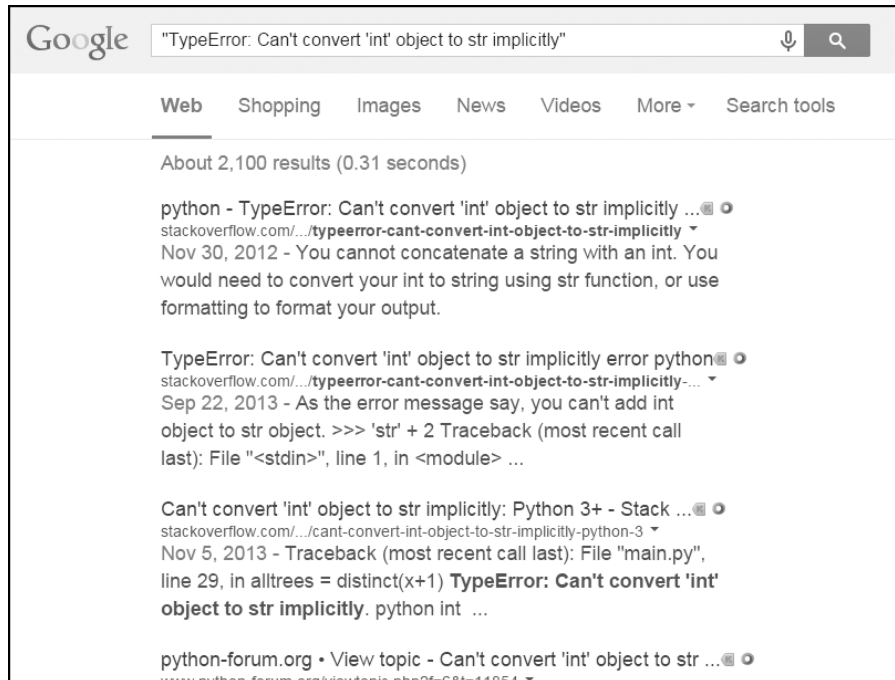 Google "TypeError: Can't convert 'int' object to str implicitly"
Web Shopping Images News Videos More Search tools
About 2,100 results (0.31 seconds)
python - TypeError: Can't convert 'int' object to str implicitly ...
stackoverflow.com/.../typeerror-cant-convert-int-object-to-str-implicitly
Nov 30, 2012 - You cannot concatenate a string with an int. You
would need to convert your int to string using str function, or use
formatting to format your output.
TypeError: Can't convert 'int' object to str implicitly error python
stackoverflow.com/.../typeerror-cant-convert-int-object-to-str-implicitly-...
Sep 22, 2013 - As the error message say, you can't add int
object to str object. >>> 'str' + 2 Traceback (most recent call
last): File "<stdin>", line 1, in <module> ...
Can't convert 'int' object to str implicitly: Python 3+ - Stack ...
stackoverflow.com/.../cant-convert-int-object-to-str-implicitly-python-3
Nov 5, 2013 - Traceback (most recent call last): File "main.py",
line 29, in alltrees = distinct(x+1) TypeError: Can't convert 'int'
object to str implicitly. python int ...
python-forum.org • View topic - Can't convert 'int' object to str ...